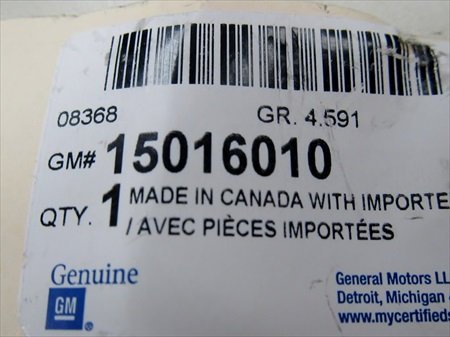 08368 GR. 4.591
GM# 15016010
QTY. 1 MADE IN CANADA WITH IMPORTE
/ AVEC PIÈCES IMPORTÉES
Genuine
GM
General Motors LL
Detroit, Michigan
www.mycertifieds